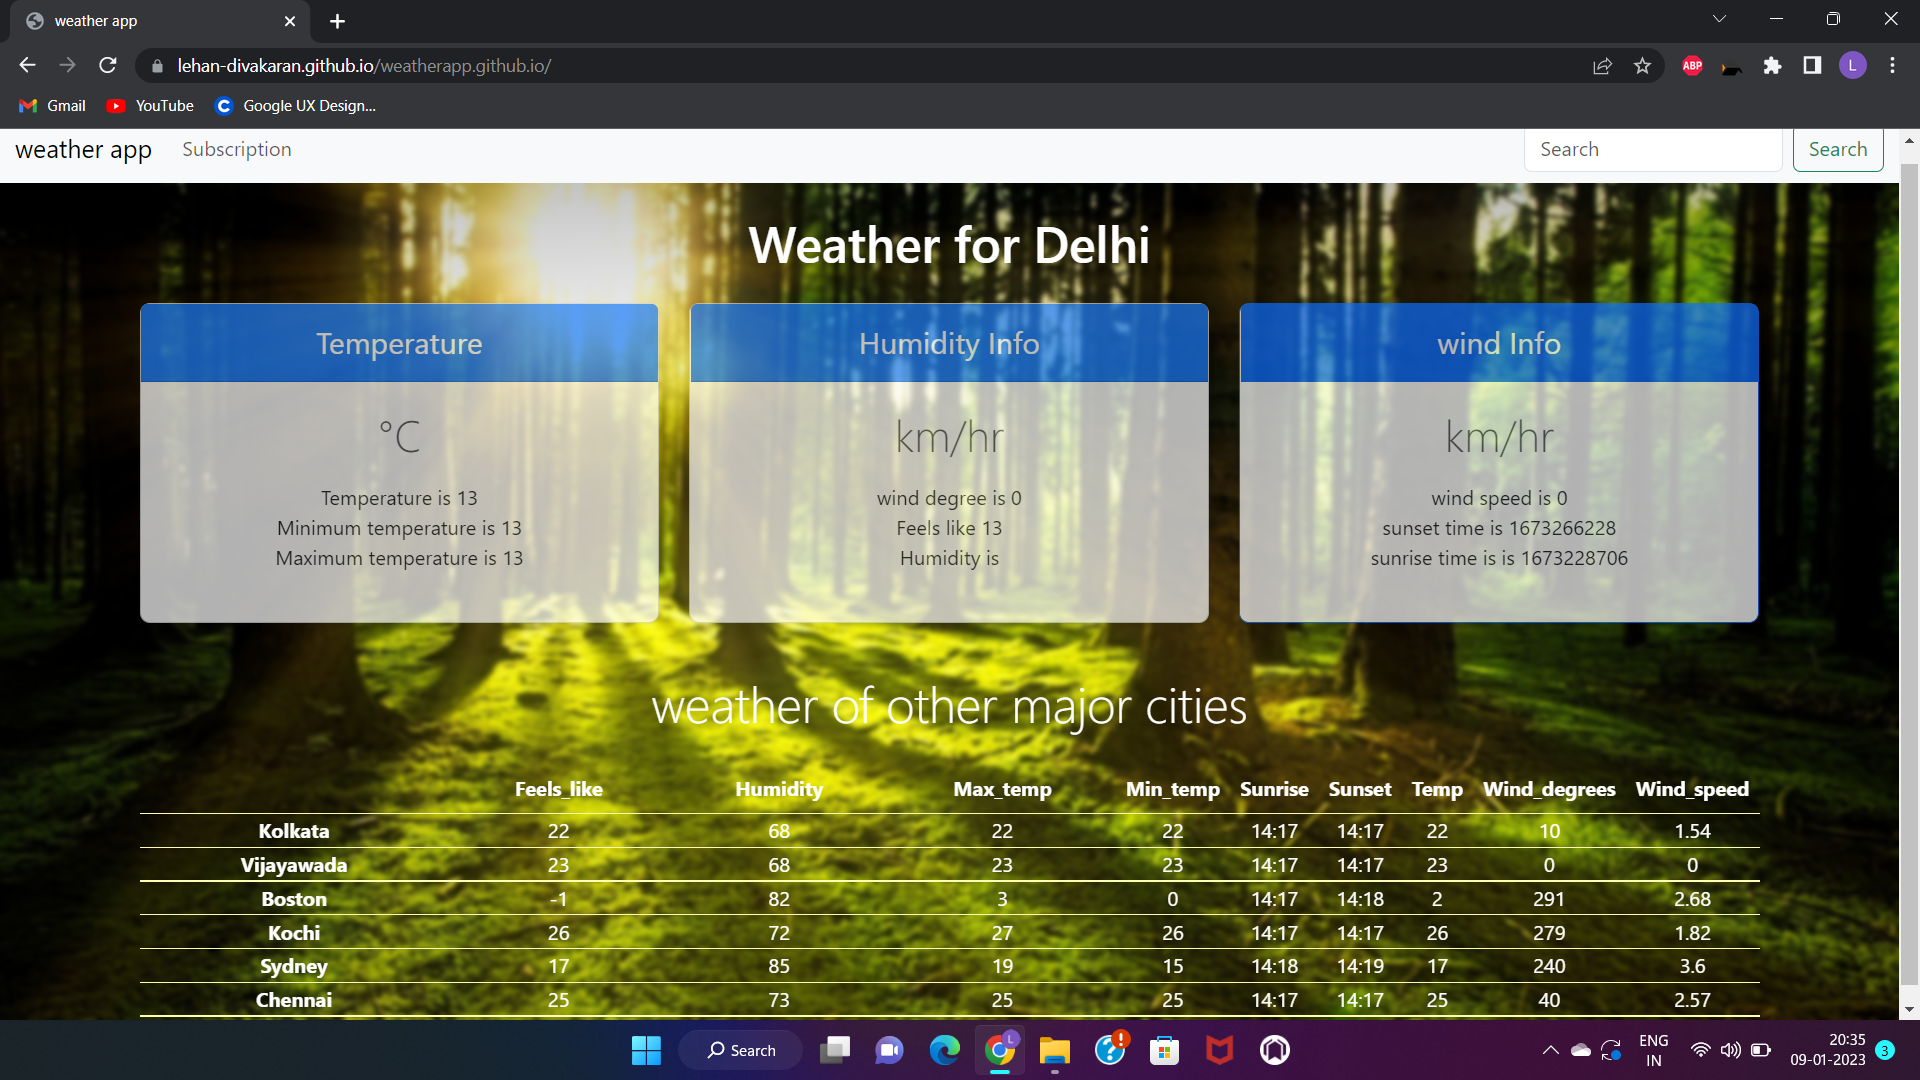 weather app
lehan-divakaran.github.io/weatherapp.github.io/
ABP
L
Gmail
YouTube
C
Google UX Design...
weather app
Subscription
Search
Search
Weather for Delhi
Temperature
°C
Temperature is 13
Minimum temperature is 13
Maximum temperature is 13
Humidity Info
km/hr
wind degree is 0
Feels like 13
Humidity is
wind Info
km/hr
wind speed is 0
sunset time is 1673266228
sunrise time is is 1673228706
weather of other major cities
Feels_like Humidity Max_temp Min_temp Sunrise Sunset Temp Wind_degrees Wind_speed
Kolkata 22 68 22 22 14:17 14:17 22 10 1.54
Vijayawada 23 68 23 23 14:17 14:17 23 0 0
Boston -1 82 3 0 14:17 14:18 2 291 2.68
Kochi 26 72 27 26 14:17 14:17 26 279 1.82
Sydney 17 85 19 15 14:18 14:19 17 240 3.6
Chennai 25 73 25 25 14:17 14:17 25 40 2.57
Search
L
?
!
ENG
IN
20:35
09-01-2023
3